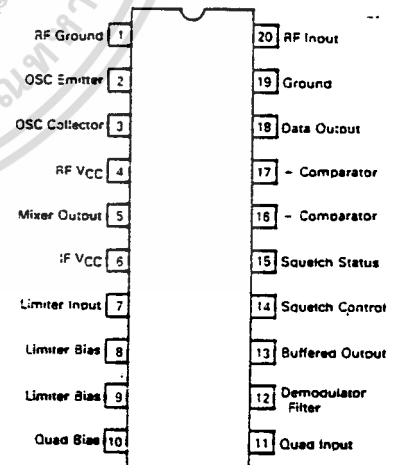 RF Ground 1
20 RF Input
OSC Emitter 2
19 Ground
OSC Collector 3
18 Data Output
RF VCC 4
17 - Comparator
Mixer Output 5
16 - Comparator
IF VCC 6
15 Squelch Status
Limiter Input 7
14 Squelch Control
Limiter Bias 8
13 Buffered Output
Limiter Bias 9
12 Demodulator
Filter
Quad Bias 10
11 Quad Input